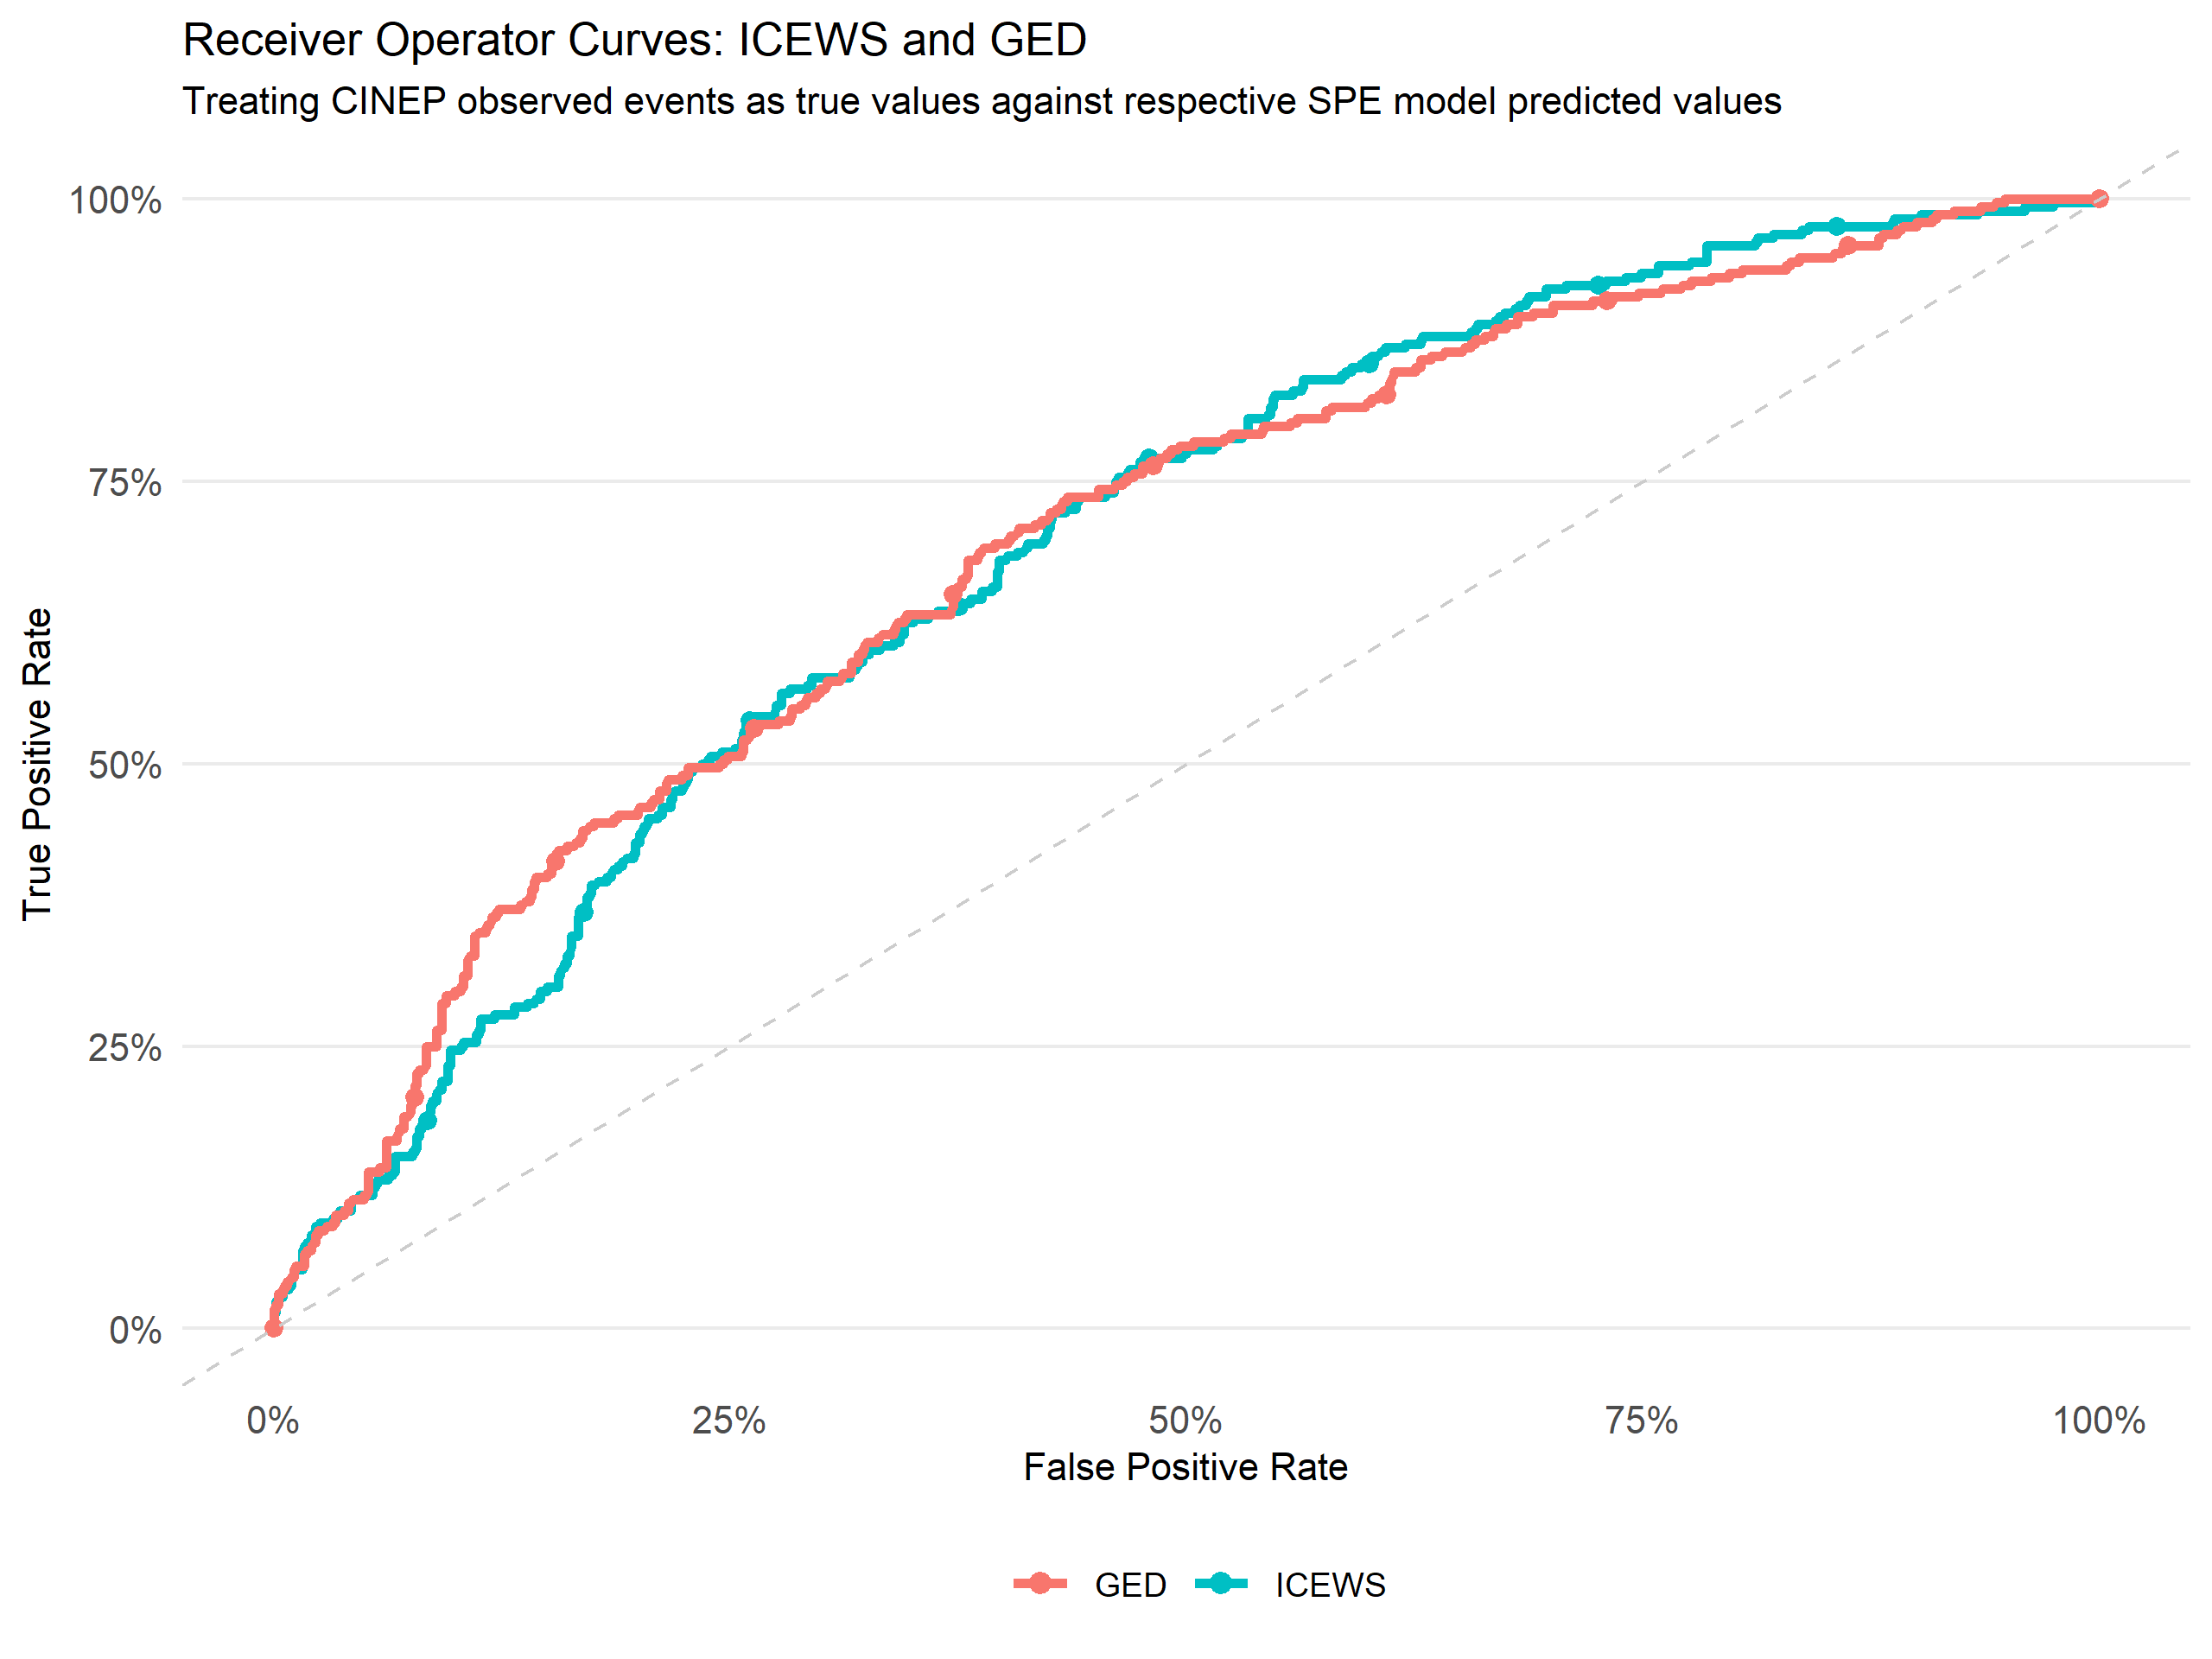 Receiver Operator Curves: ICEWS and GED
Treating CINEP observed events as true values against respective SPE model predicted values
100%
75%
50%
25%
0%
True Positive Rate
0%
25%
50%
75%
100%
False Positive Rate
GED
ICEWS